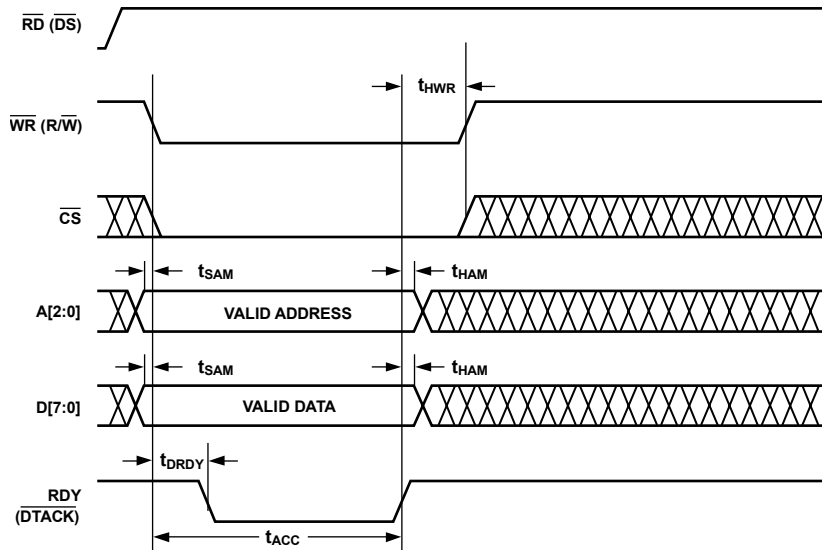 RD (DS)
tHWR
WR (R/W)
CS
tSAM
tHAM
A[2:0]
VALID ADDRESS
tSAM
tHAM
D[7:0]
VALID DATA
tDRDY
RDY
(DTACK)
tACC